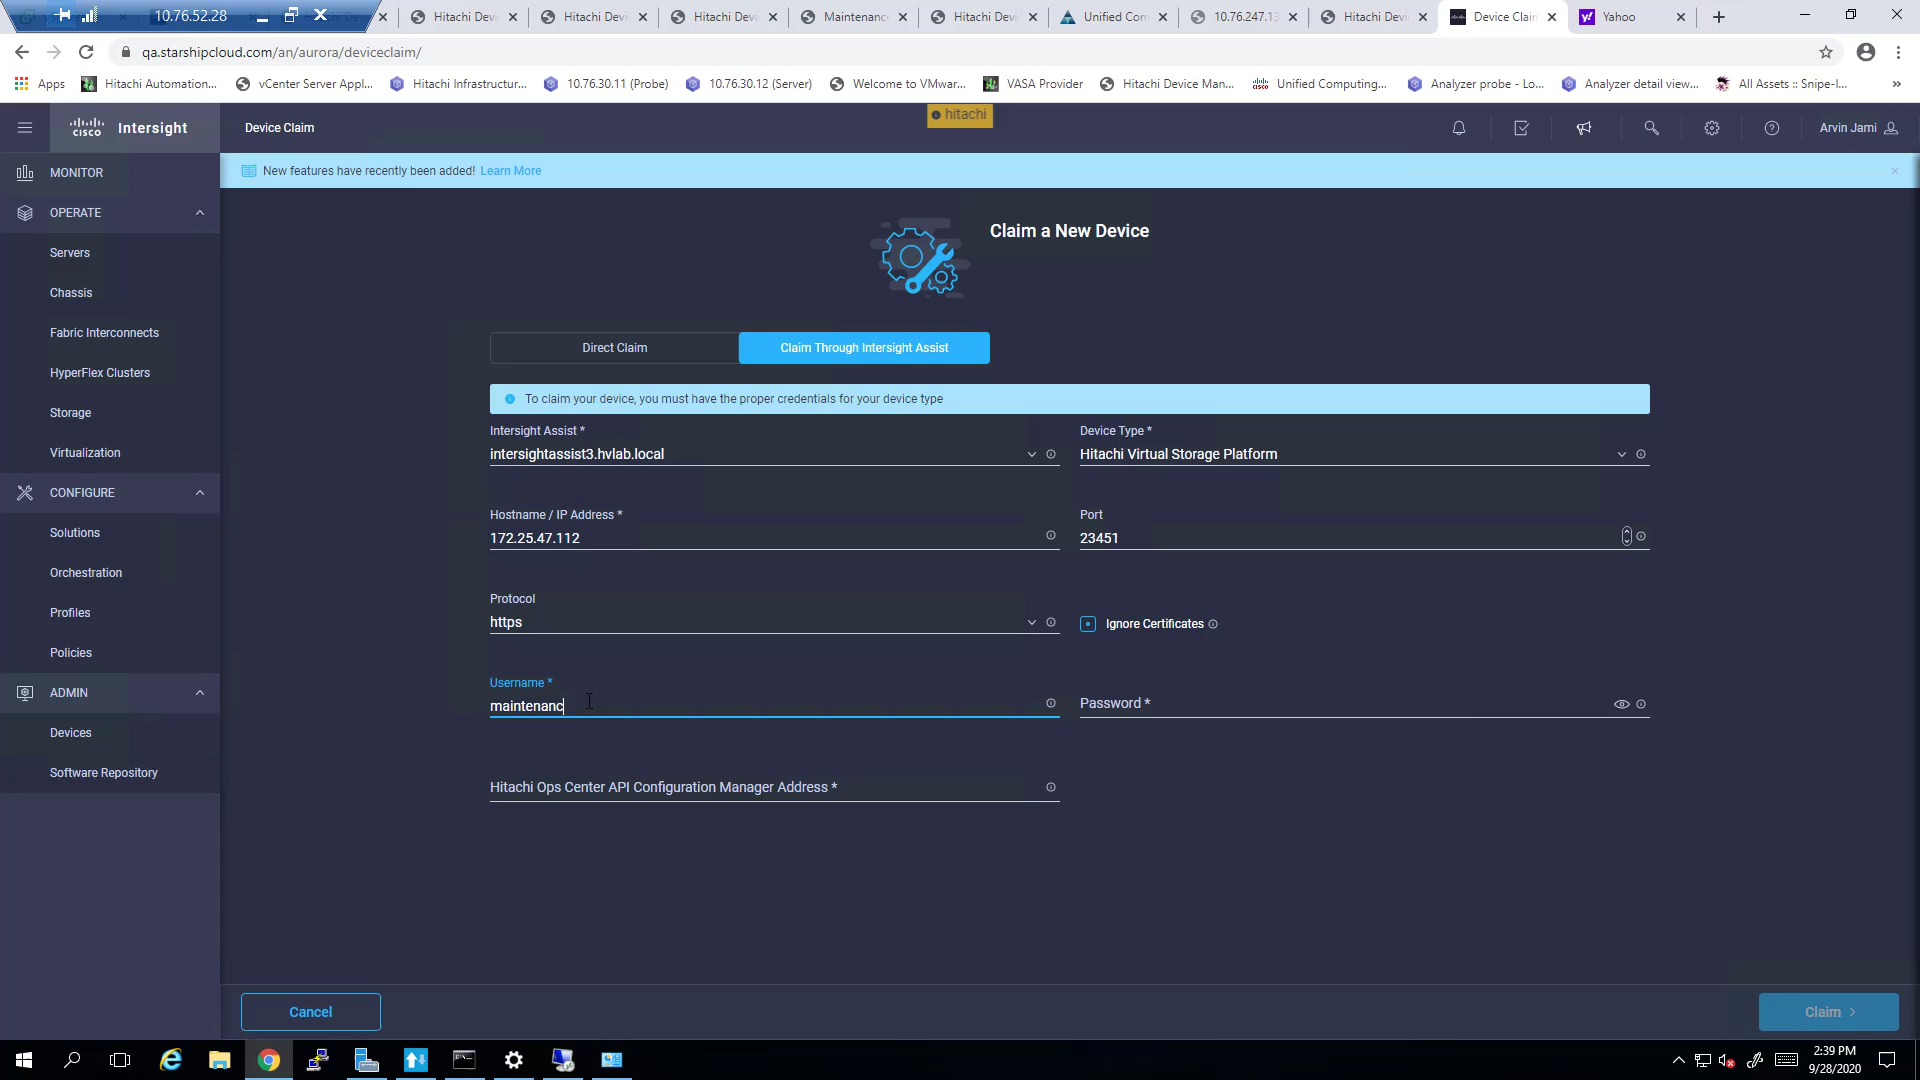 10.76.52.28
Hitachi Devi
Hitachi Devi
Hitachi Devi
Maintenance
Hitachi Devi
Unified Com
10.76.247.13
Hitachi Devi
Device Claim
Yahoo
qa.starshipcloud.com/an/aurora/deviceclaim/
Apps
Hitachi Automation...
vCenter Server Appl...
Hitachi Infrastructur...
10.76.30.11 (Probe)
10.76.30.12 (Server)
Welcome to VMwar...
VASA Provider
Hitachi Device Man...
Unified Computing...
Analyzer probe - Lo...
Analyzer detail view...
All Assets :: Snipe-I...
»
cisco Intersight
Device Claim
hitachi
Arvin Jami
MONITOR
OPERATE
Servers
Chassis
Fabric Interconnects
HyperFlex Clusters
Storage
Virtualization
CONFIGURE
Solutions
Orchestration
Profiles
Policies
ADMIN
Devices
Software Repository
New features have recently been added! Learn More
Claim a New Device
Direct Claim
Claim Through Intersight Assist
To claim your device, you must have the proper credentials for your device type
Intersight Assist *
intersightassist3.hvlab.local
Device Type *
Hitachi Virtual Storage Platform
Hostname / IP Address *
172.25.47.112
Port
23451
Protocol
https
Ignore Certificates
Username *
maintenanc
Password *
Hitachi Ops Center API Configuration Manager Address *
Cancel
Claim >
2:39 PM
9/28/2020